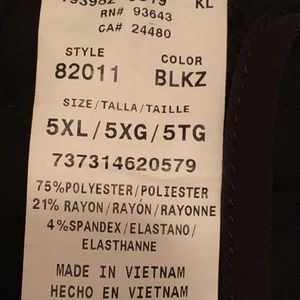 KL
RN# 93643
CA# 24480
STYLE COLOR
82011 BLKZ
SIZE/TALLA/TAILLE
5XL/5XG/5TG
737314620579
75%POLYESTER/POLIESTER
21% RAYON/RAYÓN/RAYONNE
4%SPANDEX/ELASTANO/
ELASTHANNE
MADE IN VIETNAM
HECHO EN VIETNAM